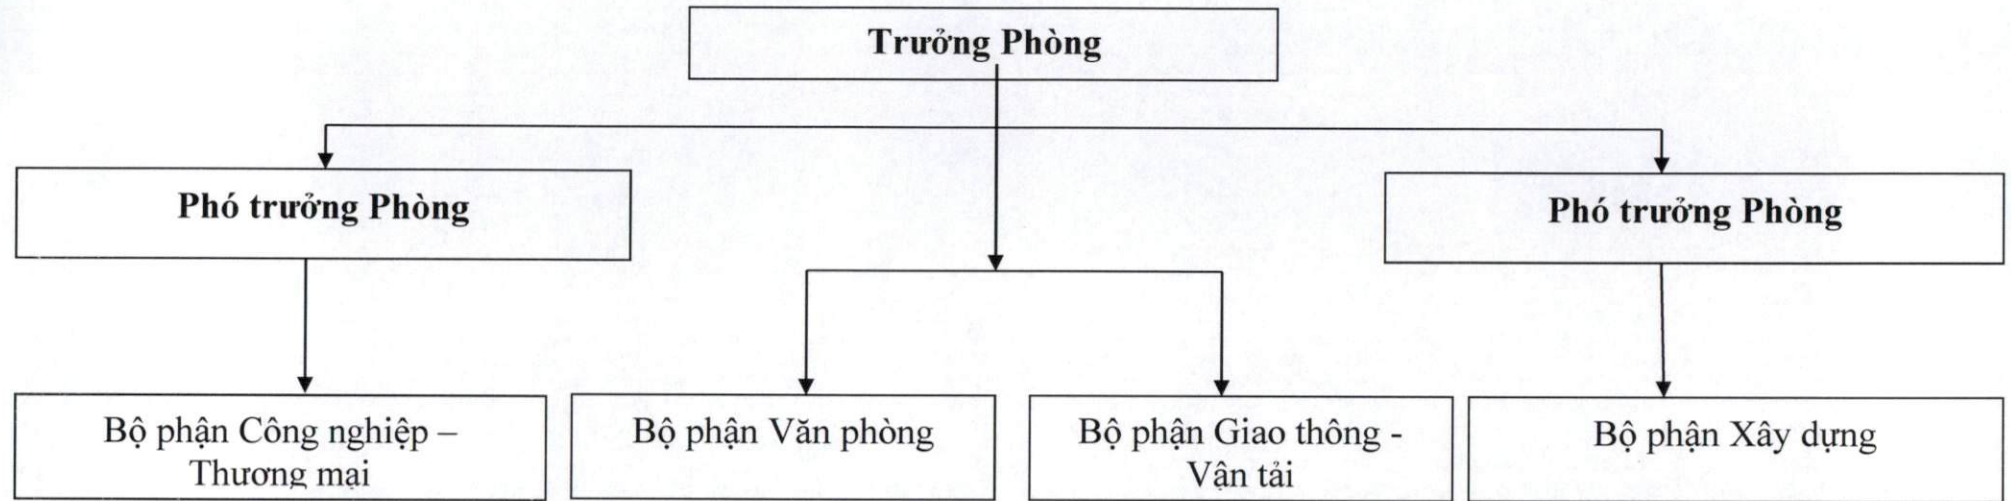 Trưởng Phòng
Phó trưởng Phòng
Phó trưởng Phòng
Bộ phận Công nghiệp –
Thương mại
Bộ phận Văn phòng
Bộ phận Giao thông -
Vận tải
Bộ phận Xây dựng